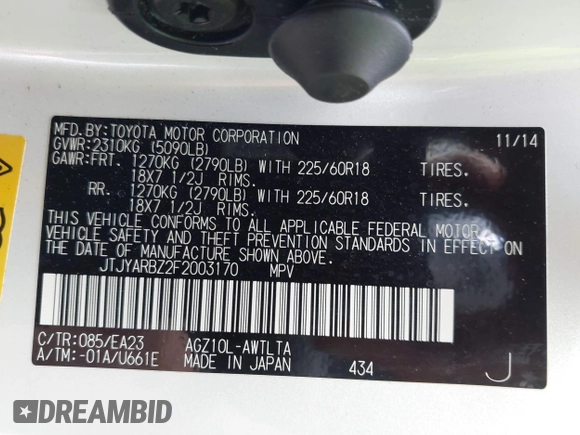 MFD.BY:TOYOTA MOTOR CORPORATION 11/14
GVWR:2310KG (5090LB)
GAWR:FRT. 1270KG (2790LB) WITH 225/60R18 TIRES.
18X7 1/2J RIMS.
RR. 1270KG (2790LB) WITH 225/60R18 TIRES.
18X7 1/2J RIMS.
THIS VEHICLE CONFORMS TO ALL APPLICABLE FEDERAL MOTOR
VEHICLE SAFETY AND THEFT PREVENTION STANDARDS IN EFFECT ON
THE DATE OF MANUFACTURE SHOWN ABOVE.
JTJYARBZ2F2003170 MPV
C/TR:085/EA23 AGZ10L-AWTLTA
A/TM:-01A/U661E MADE IN JAPAN 434 J
DREAMBID